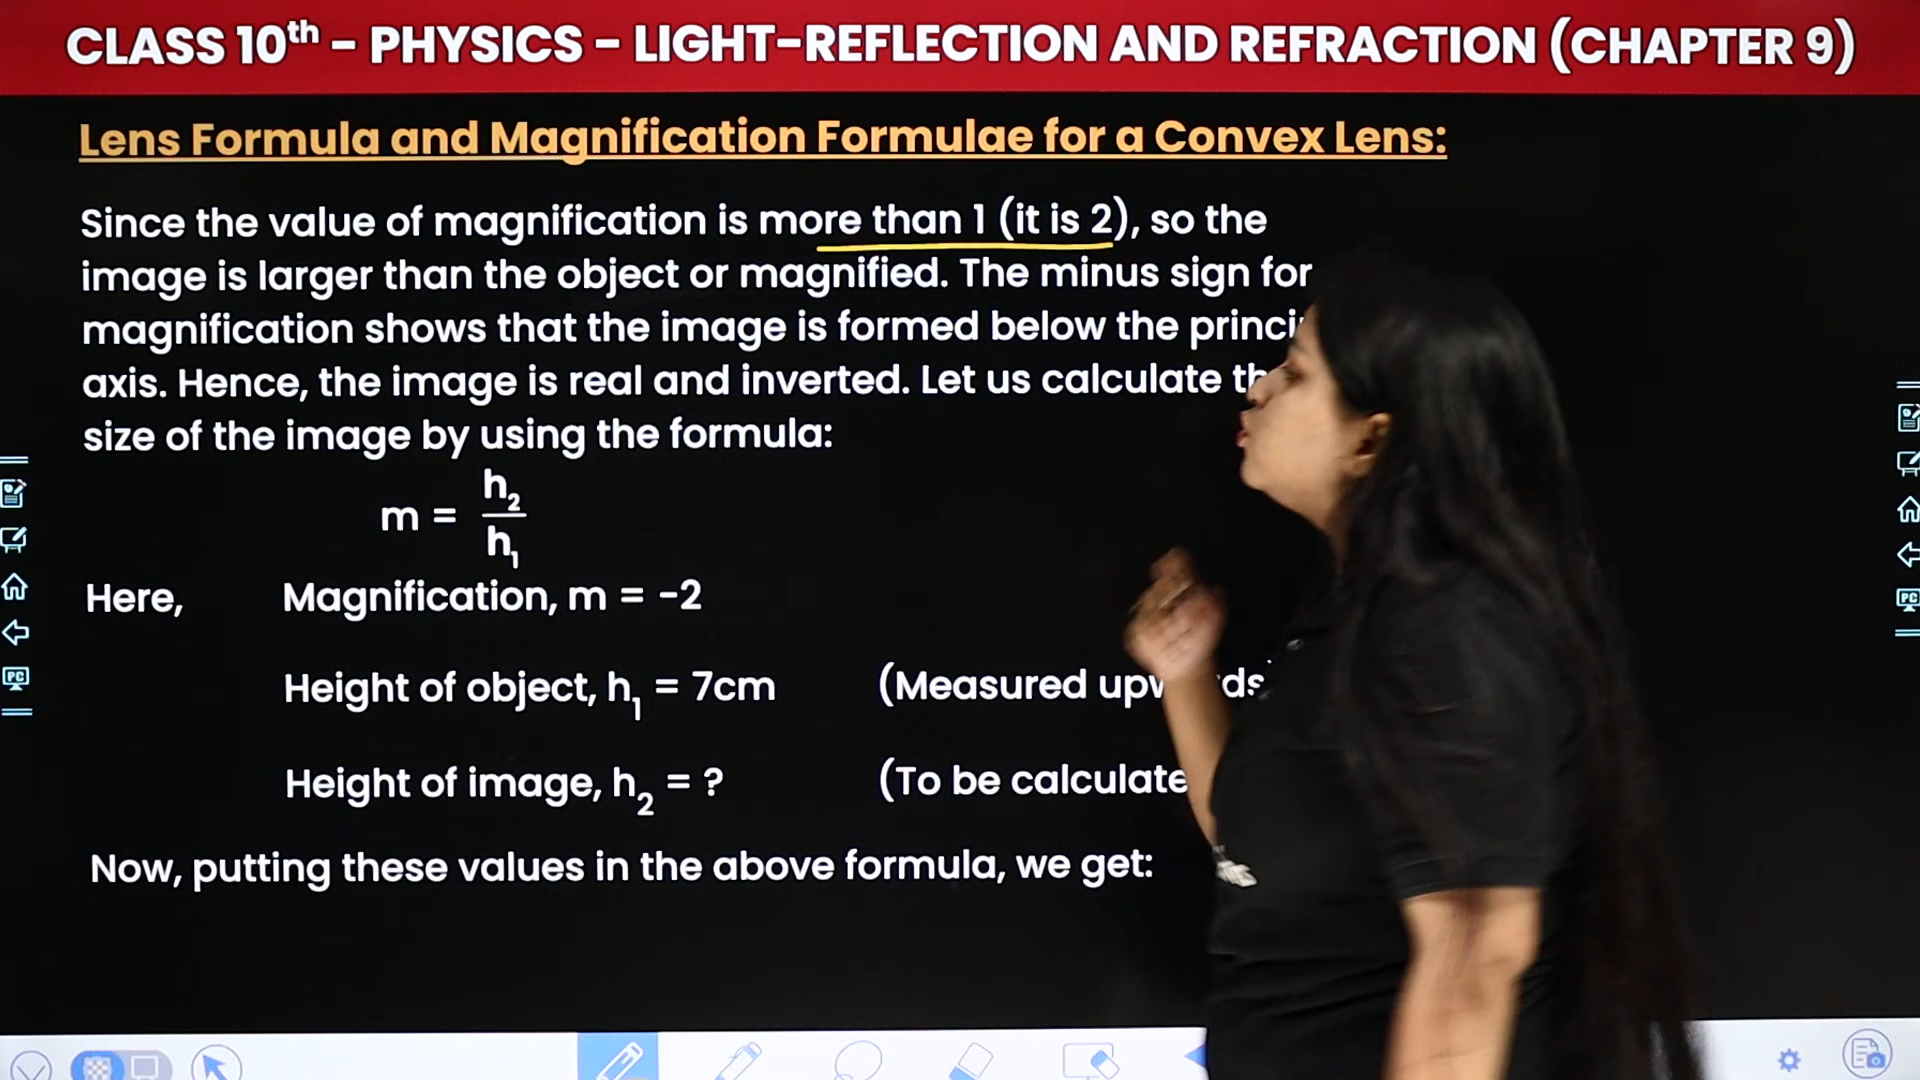 CLASS 10th - PHYSICS - LIGHT-REFLECTION AND REFRACTION (CHAPTER 9)
Lens Formula and Magnification Formulae for a Convex Lens:
Since the value of magnification is more than 1 (it is 2), so the
image is larger than the object or magnified. The minus sign for
magnification shows that the image is formed below the princi
axis. Hence, the image is real and inverted. Let us calculate th
size of the image by using the formula:
m = h₂/h₁
Here, Magnification, m = -2
Height of object, h₁ = 7cm (Measured upw ds)
Height of image, h₂ = ? (To be calculate
Now, putting these values in the above formula, we get:
PC
PC